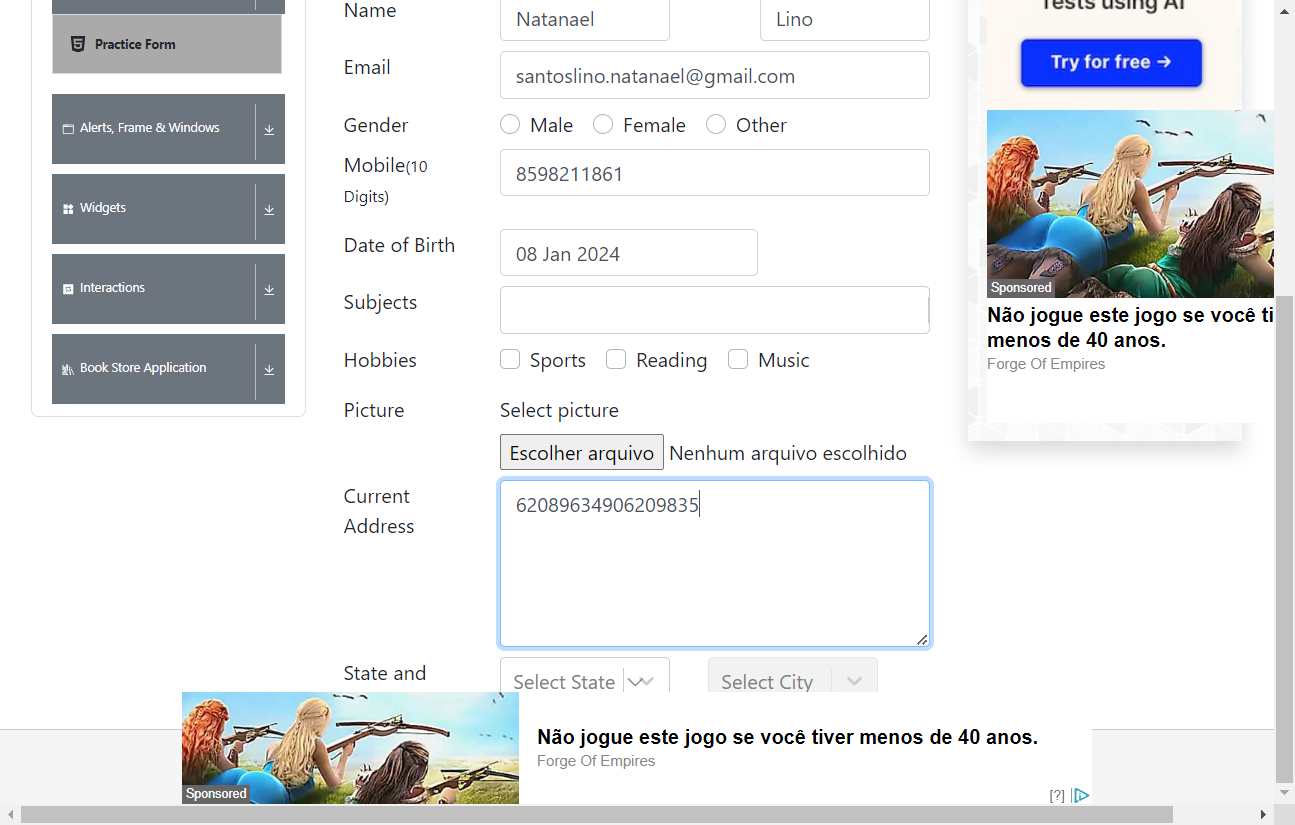 Practice Form
Alerts, Frame & Windows
Widgets
Interactions
Book Store Application
Name
Natanael
Lino
Email
santoslino.natanael@gmail.com
Gender
Male
Female
Other
Mobile(10
Digits)
8598211861
Date of Birth
08 Jan 2024
Subjects
Hobbies
Sports
Reading
Music
Picture
Select picture
Escolher arquivo
Nenhum arquivo escolhido
Current
Address
62089634906209835
State and
Select State
Select City
Tests using AI
Try for free →
Sponsored
Não jogue este jogo se você ti
menos de 40 anos.
Forge Of Empires
Sponsored
Não jogue este jogo se você tiver menos de 40 anos.
Forge Of Empires
[?]